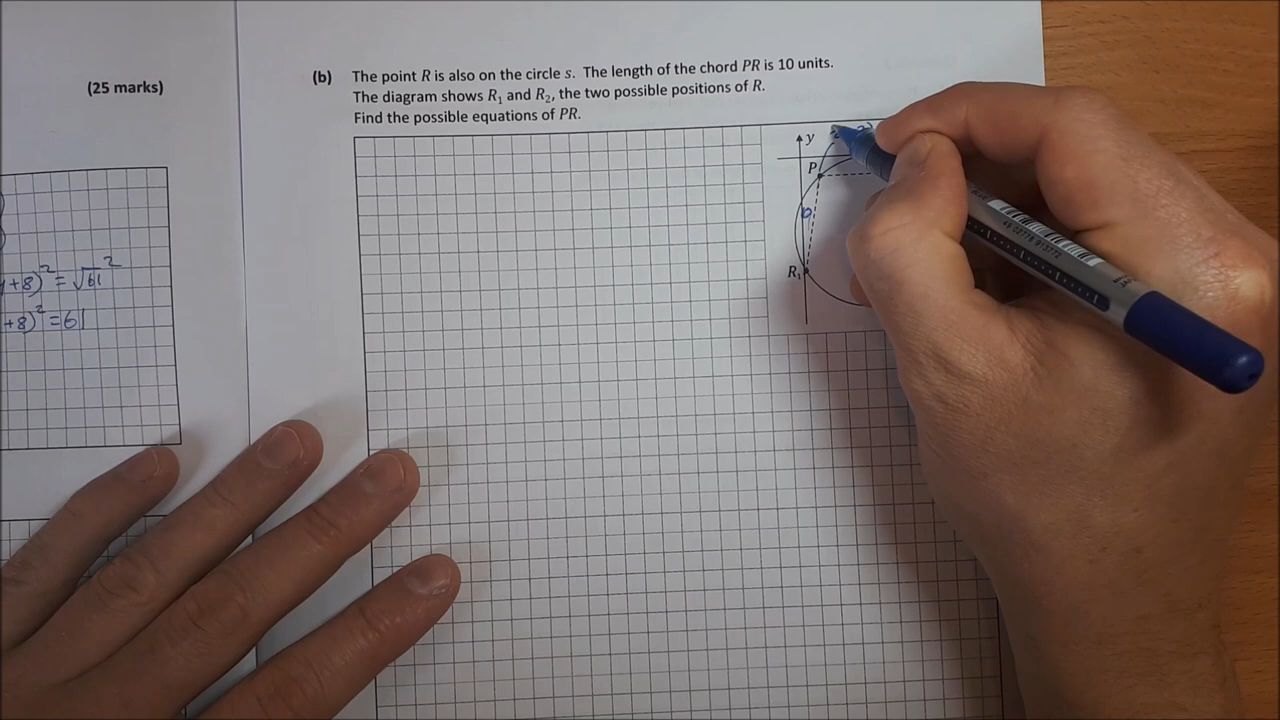 (25 marks)
+8)² = √61²
+8)² = 61
(b) The point R is also on the circle s. The length of the chord PR is 10 units.
The diagram shows R₁ and R₂, the two possible positions of R.
Find the possible equations of PR.
y
P
R₁